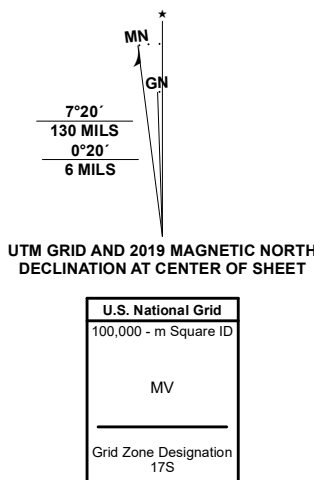 ★
MN
GN
7°20´
130 MILS
0°20´
6 MILS
UTM GRID AND 2019 MAGNETIC NORTH
DECLINATION AT CENTER OF SHEET
U.S. National Grid
100,000 - m Square ID
MV
Grid Zone Designation
17S